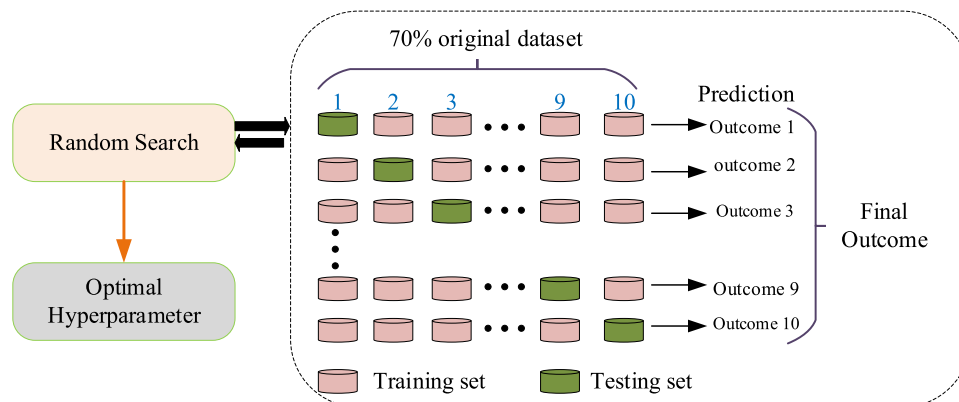 70% original dataset
1 2 3 9 10
Prediction
Random Search
Outcome 1
outcome 2
Outcome 3
Final
Outcome
Optimal
Hyperparameter
Outcome 9
Outcome 10
Training set
Testing set